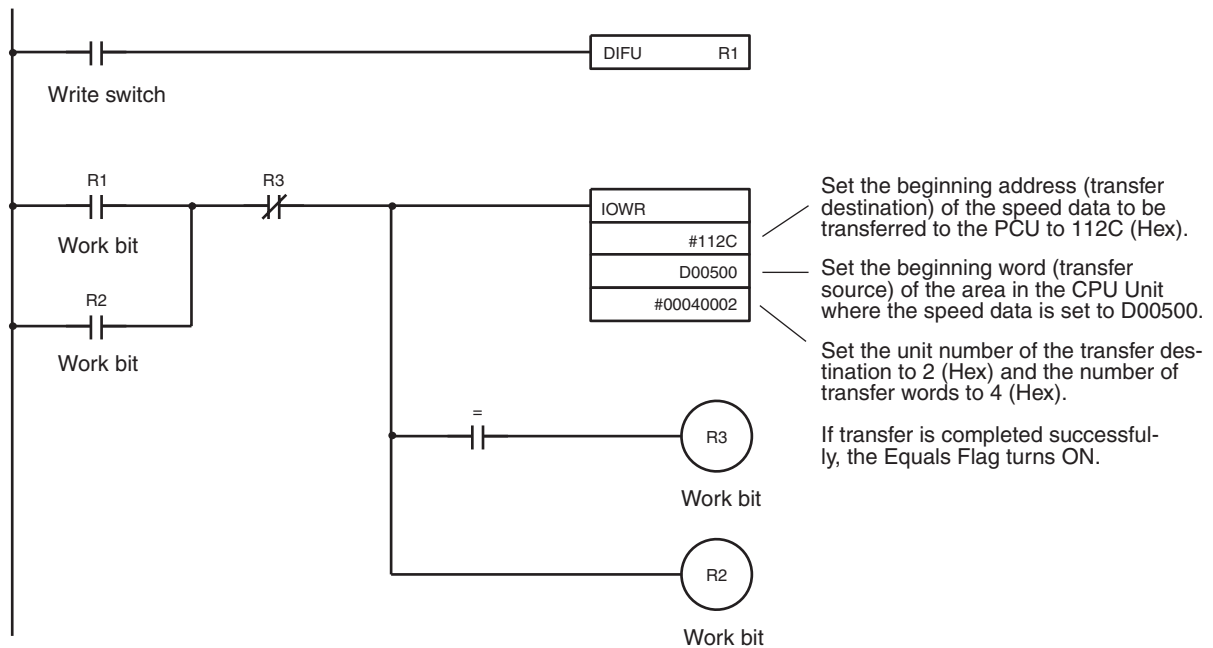 DIFU R1
Write switch
R1 R3
Work bit
R2
Work bit
IOWR
#112C
D00500
#00040002
Set the beginning address (transfer
destination) of the speed data to be
transferred to the PCU to 112C (Hex).
Set the beginning word (transfer
source) of the area in the CPU Unit
where the speed data is set to D00500.
Set the unit number of the transfer des-
tination to 2 (Hex) and the number of
transfer words to 4 (Hex).
If transfer is completed successful-
ly, the Equals Flag turns ON.
=
R3
Work bit
R2
Work bit